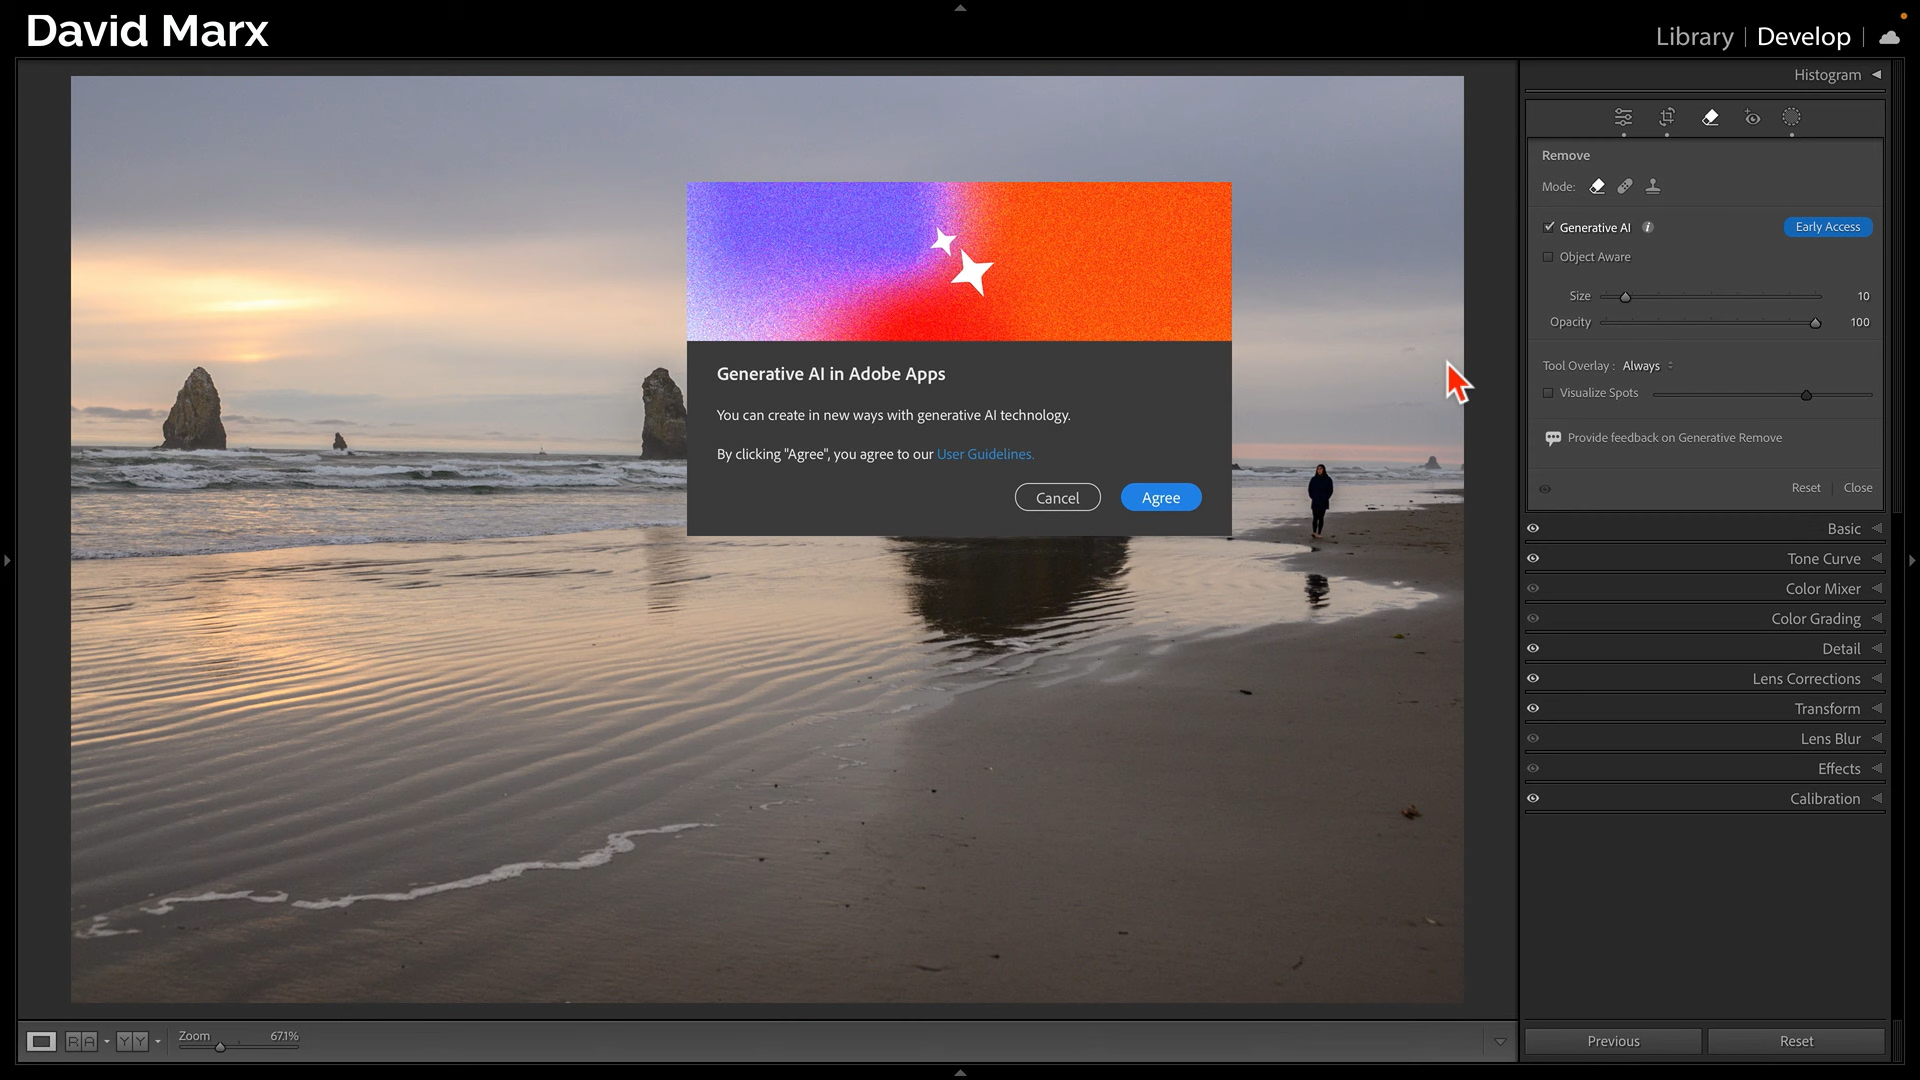 David Marx
Library | Develop
Histogram
Remove
Mode:
Generative AI
Early Access
Object Aware
Size 10
Opacity 100
Tool Overlay : Always
Visualize Spots
Provide feedback on Generative Remove
Reset Close
Generative AI in Adobe Apps
You can create in new ways with generative AI technology.
By clicking "Agree", you agree to our User Guidelines.
Cancel Agree
Basic
Tone Curve
Color Mixer
Color Grading
Detail
Lens Corrections
Transform
Lens Blur
Effects
Calibration
RA YY Zoom 67.1%
Previous Reset